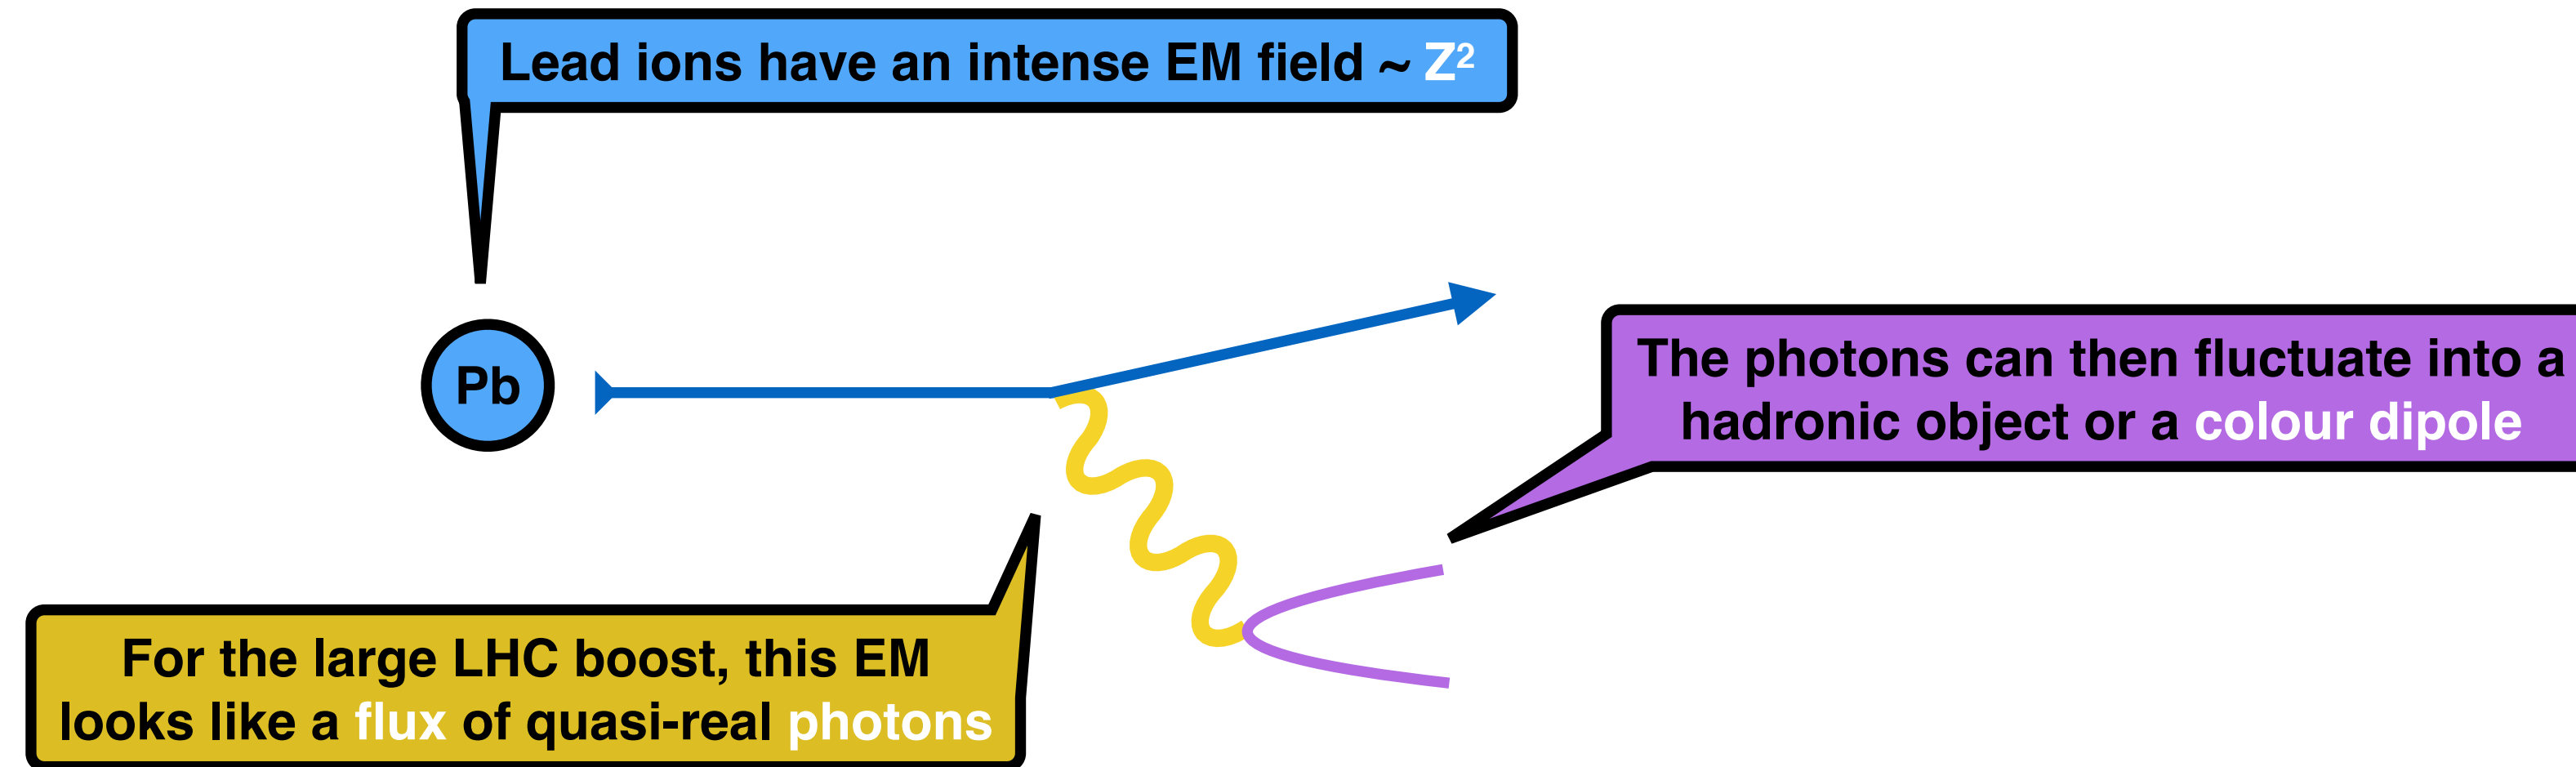 Lead ions have an intense EM field ~ Z²
Pb
The photons can then fluctuate into a
hadronic object or a colour dipole
For the large LHC boost, this EM
looks like a flux of quasi-real photons